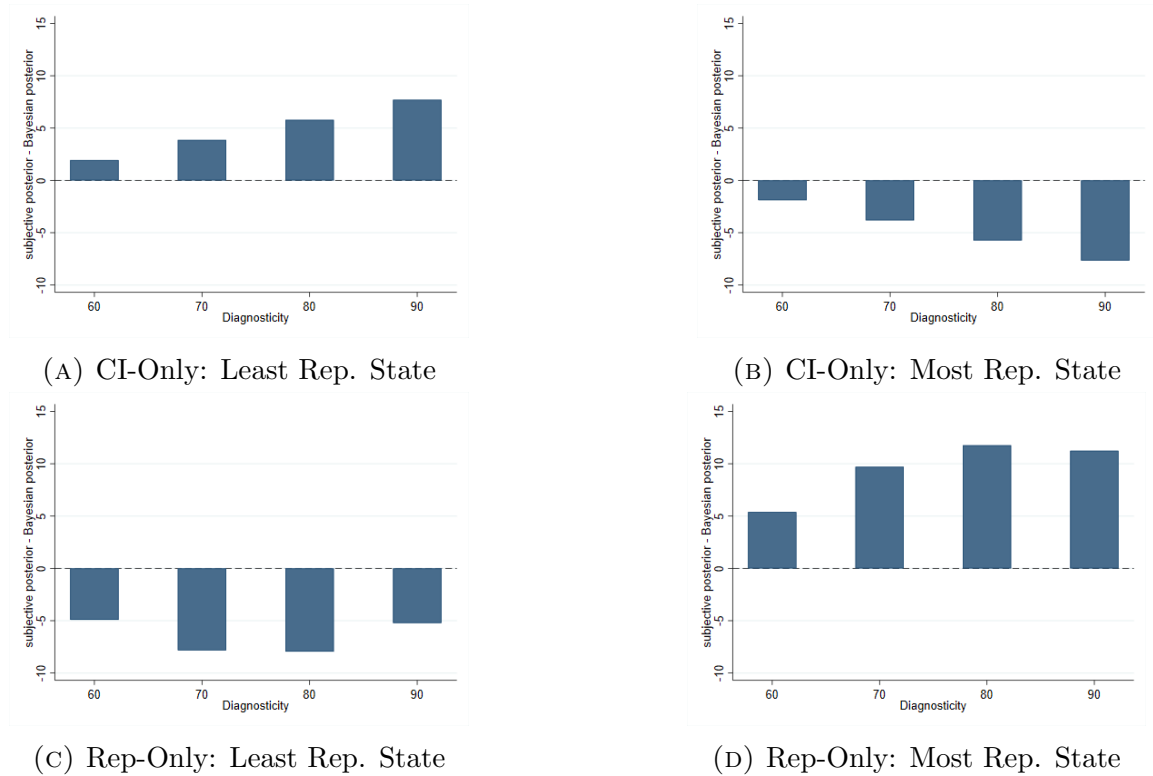 15
10
5
0
-5
-10
subjective posterior - Bayesian posterior
60 70 80 90
Diagnosticity
(A) CI-Only: Least Rep. State
15
10
5
0
-5
-10
subjective posterior - Bayesian posterior
60 70 80 90
Diagnosticity
(B) CI-Only: Most Rep. State
15
10
5
0
-5
-10
subjective posterior - Bayesian posterior
60 70 80 90
Diagnosticity
(C) Rep-Only: Least Rep. State
15
10
5
0
-5
-10
subjective posterior - Bayesian posterior
60 70 80 90
Diagnosticity
(D) Rep-Only: Most Rep. State